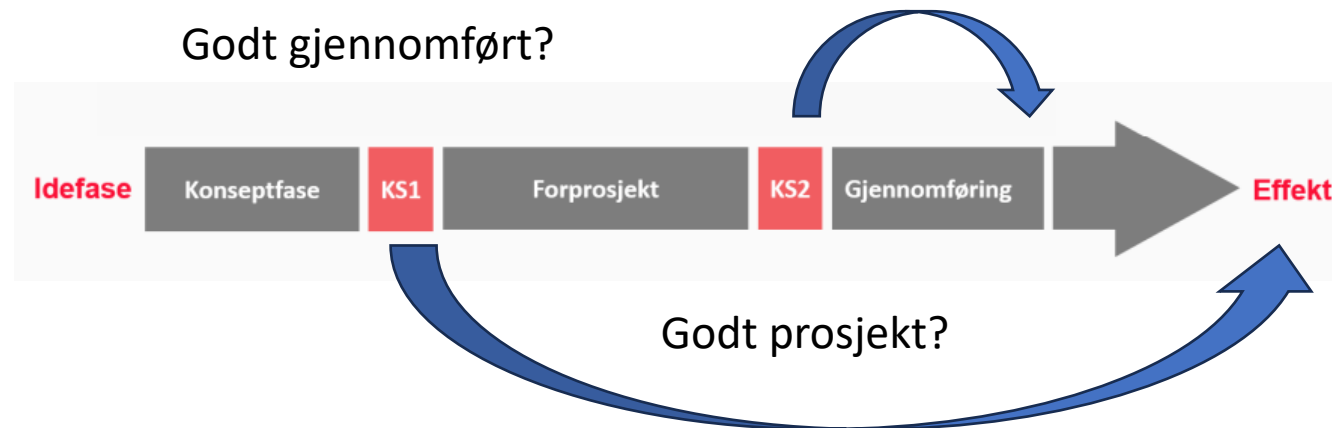 Godt gjennomført?
Idefase
Konseptfase
KS1
Forprosjekt
KS2
Gjennomføring
Effekt
Godt prosjekt?